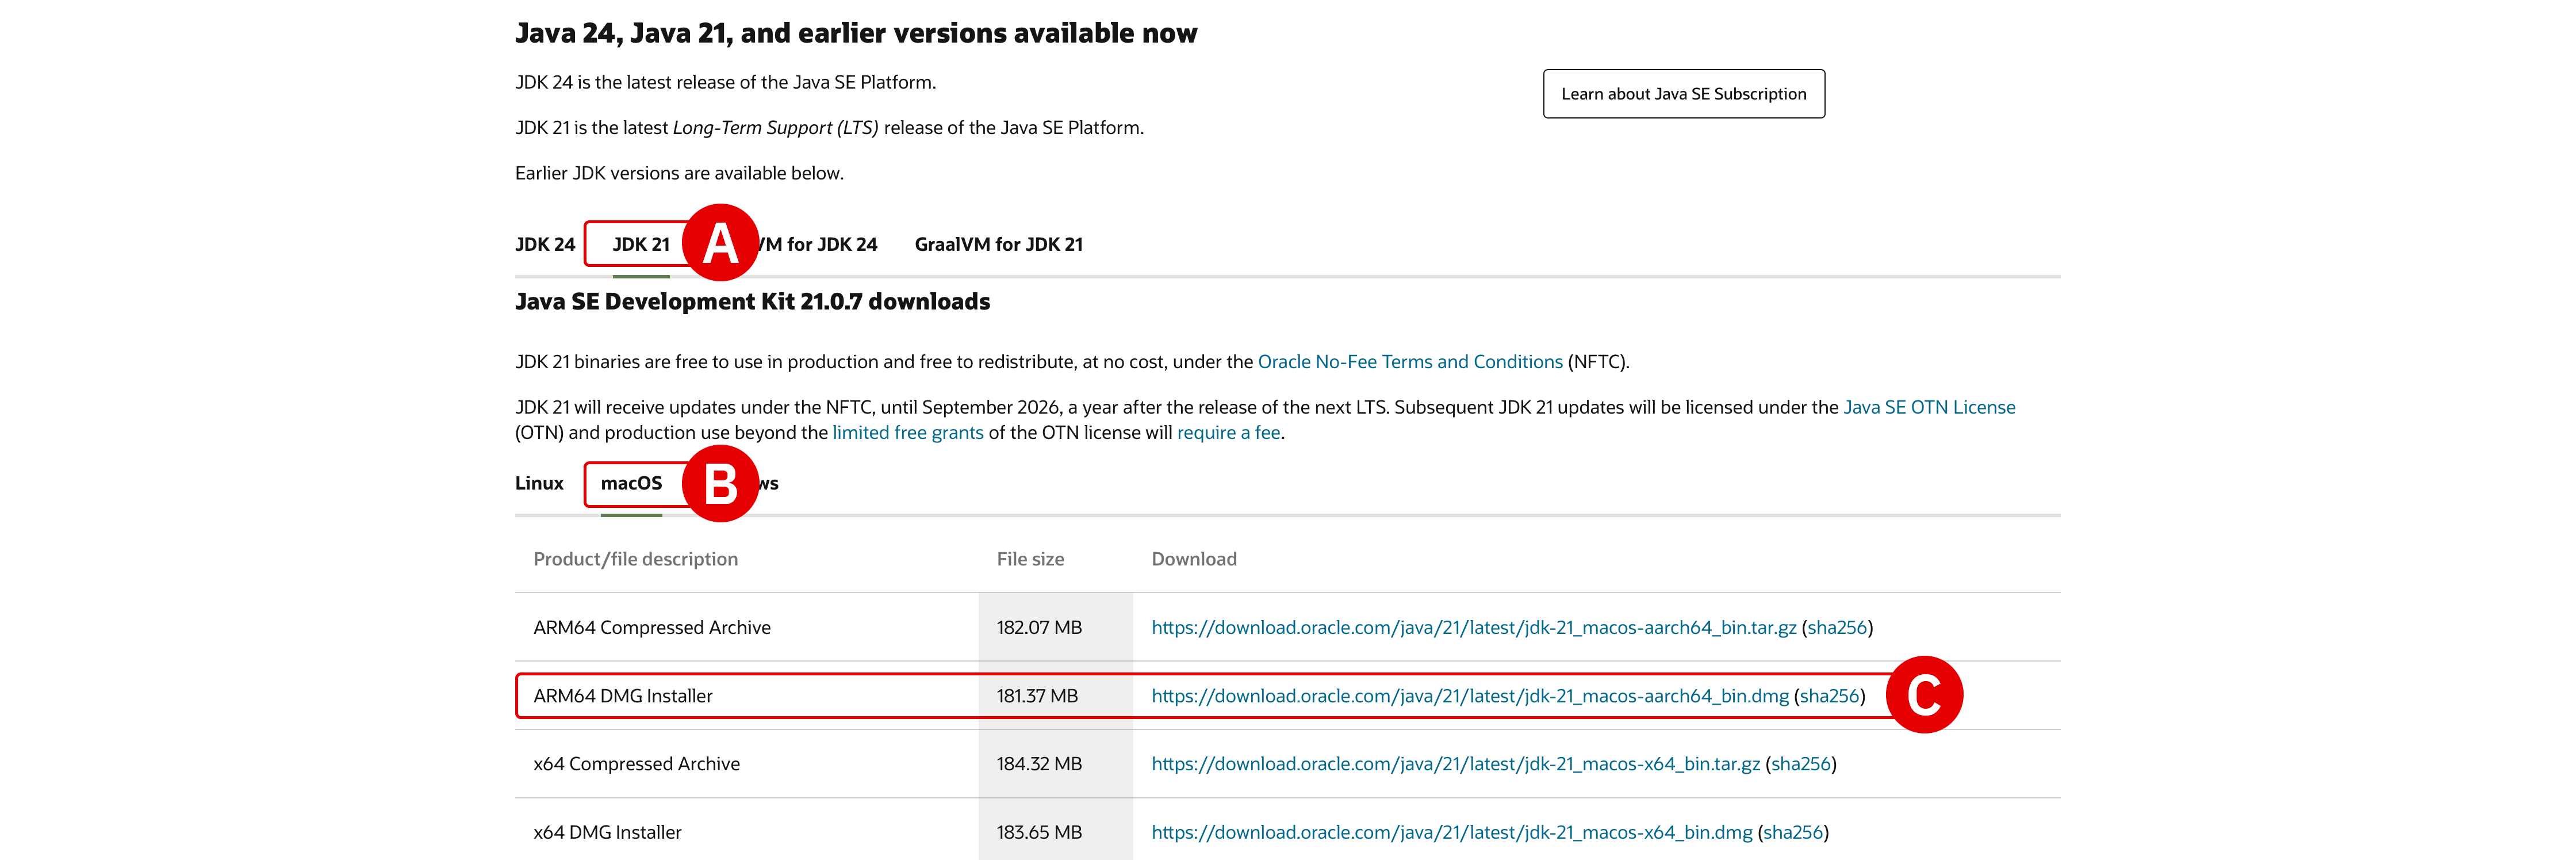 Java 24, Java 21, and earlier versions available now
JDK 24 is the latest release of the Java SE Platform.
Learn about Java SE Subscription
JDK 21 is the latest Long-Term Support (LTS) release of the Java SE Platform.
Earlier JDK versions are available below.
JDK 24 JDK 21 A VM for JDK 24 GraalVM for JDK 21
Java SE Development Kit 21.0.7 downloads
JDK 21 binaries are free to use in production and free to redistribute, at no cost, under the Oracle No-Fee Terms and Conditions (NFTC).
JDK 21 will receive updates under the NFTC, until September 2026, a year after the release of the next LTS. Subsequent JDK 21 updates will be licensed under the Java SE OTN License
(OTN) and production use beyond the limited free grants of the OTN license will require a fee.
Linux macOS B ws
Product/file description File size Download
ARM64 Compressed Archive 182.07 MB https://download.oracle.com/java/21/latest/jdk-21_macos-aarch64_bin.tar.gz (sha256)
ARM64 DMG Installer 181.37 MB https://download.oracle.com/java/21/latest/jdk-21_macos-aarch64_bin.dmg (sha256) C
x64 Compressed Archive 184.32 MB https://download.oracle.com/java/21/latest/jdk-21_macos-x64_bin.tar.gz (sha256)
x64 DMG Installer 183.65 MB https://download.oracle.com/java/21/latest/jdk-21_macos-x64_bin.dmg (sha256)